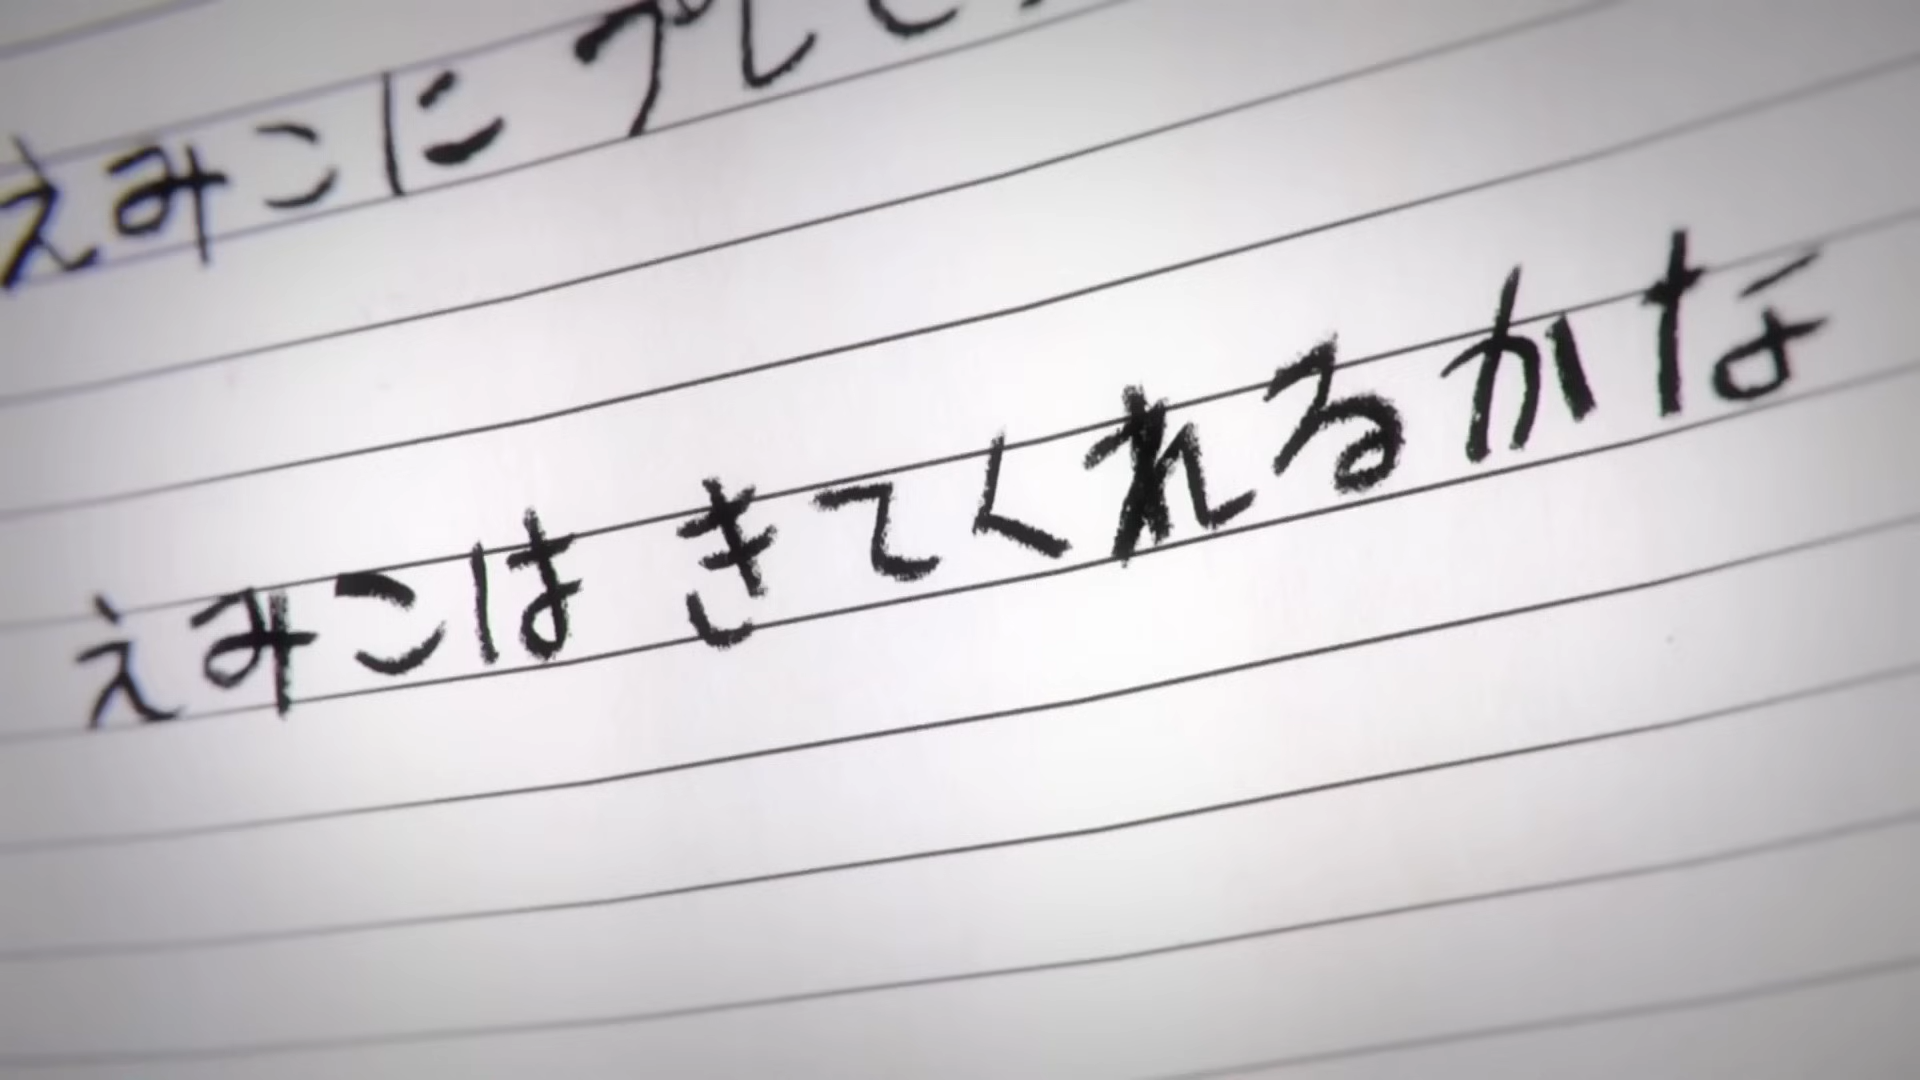 えみこに プレ
えみこは きてくれるかな